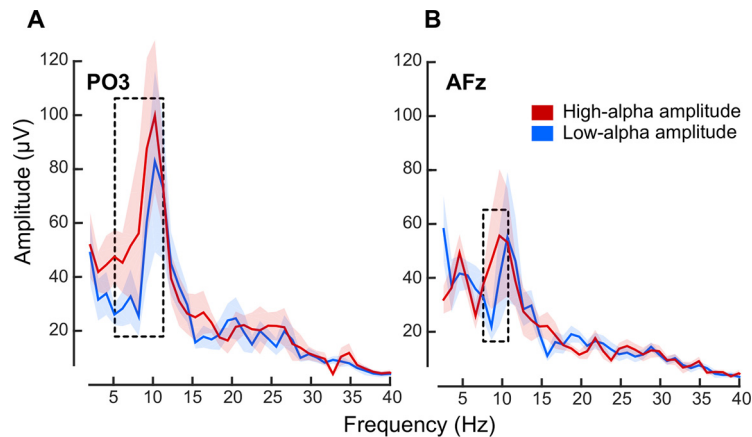 A
B
PO3
AFz
High-alpha amplitude
Low-alpha amplitude
Amplitude (µV)
120
100
80
60
40
20
120
100
80
60
40
20
5 10 15 20 25 30 35 40
5 10 15 20 25 30 35 40
Frequency (Hz)